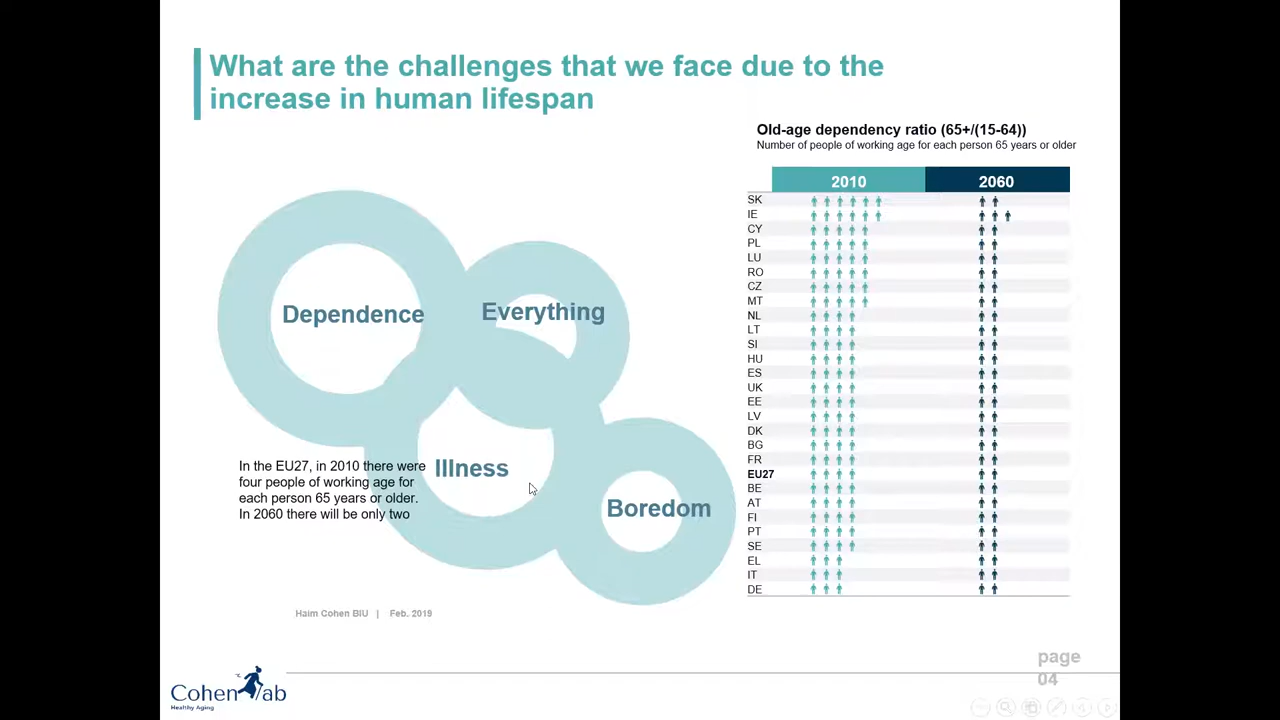 What are the challenges that we face due to the
increase in human lifespan
Old-age dependency ratio (65+/(15-64))
Number of people of working age for each person 65 years or older
2010 2060
SK
IE
CY
PL
LU
RO
CZ
MT
NL
LT
SI
HU
ES
UK
EE
LV
DK
BG
FR
EU27
BE
AT
FI
PT
SE
EL
IT
DE
Dependence
Everything
Illness
Boredom
In the EU27, in 2010 there were
four people of working age for
each person 65 years or older.
In 2060 there will be only two
Haim Cohen BIU | Feb. 2019
Cohen lab
Healthy Aging
page
04